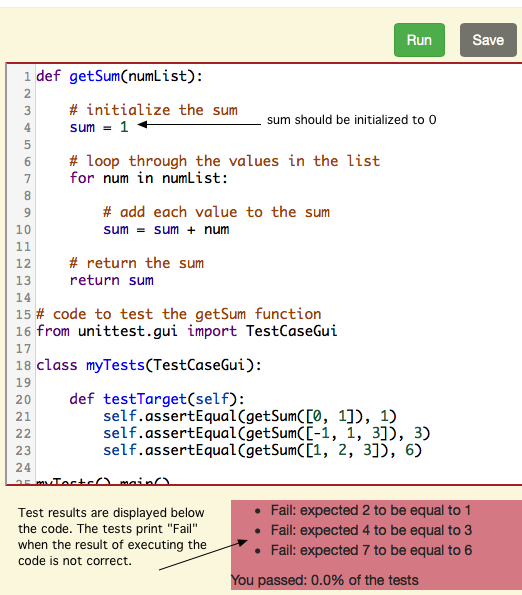 Run Save
1 def getSum(numList):
2
3 # initialize the sum
4 sum = 1 sum should be initialized to 0
5
6 # loop through the values in the list
7 for num in numList:
8
9 # add each value to the sum
10 sum = sum + num
11
12 # return the sum
13 return sum
14
15 # code to test the getSum function
16 from unittest.gui import TestCaseGui
17
18 class myTests(TestCaseGui):
19
20 def testTarget(self):
21 self.assertEqual(getSum([0, 1]), 1)
22 self.assertEqual(getSum([-1, 1, 3]), 3)
23 self.assertEqual(getSum([1, 2, 3]), 6)
24
25 myTests().main()
Test results are displayed below
the code. The tests print "Fail"
when the result of executing the
code is not correct.
• Fail: expected 2 to be equal to 1
• Fail: expected 4 to be equal to 3
• Fail: expected 7 to be equal to 6
You passed: 0.0% of the tests